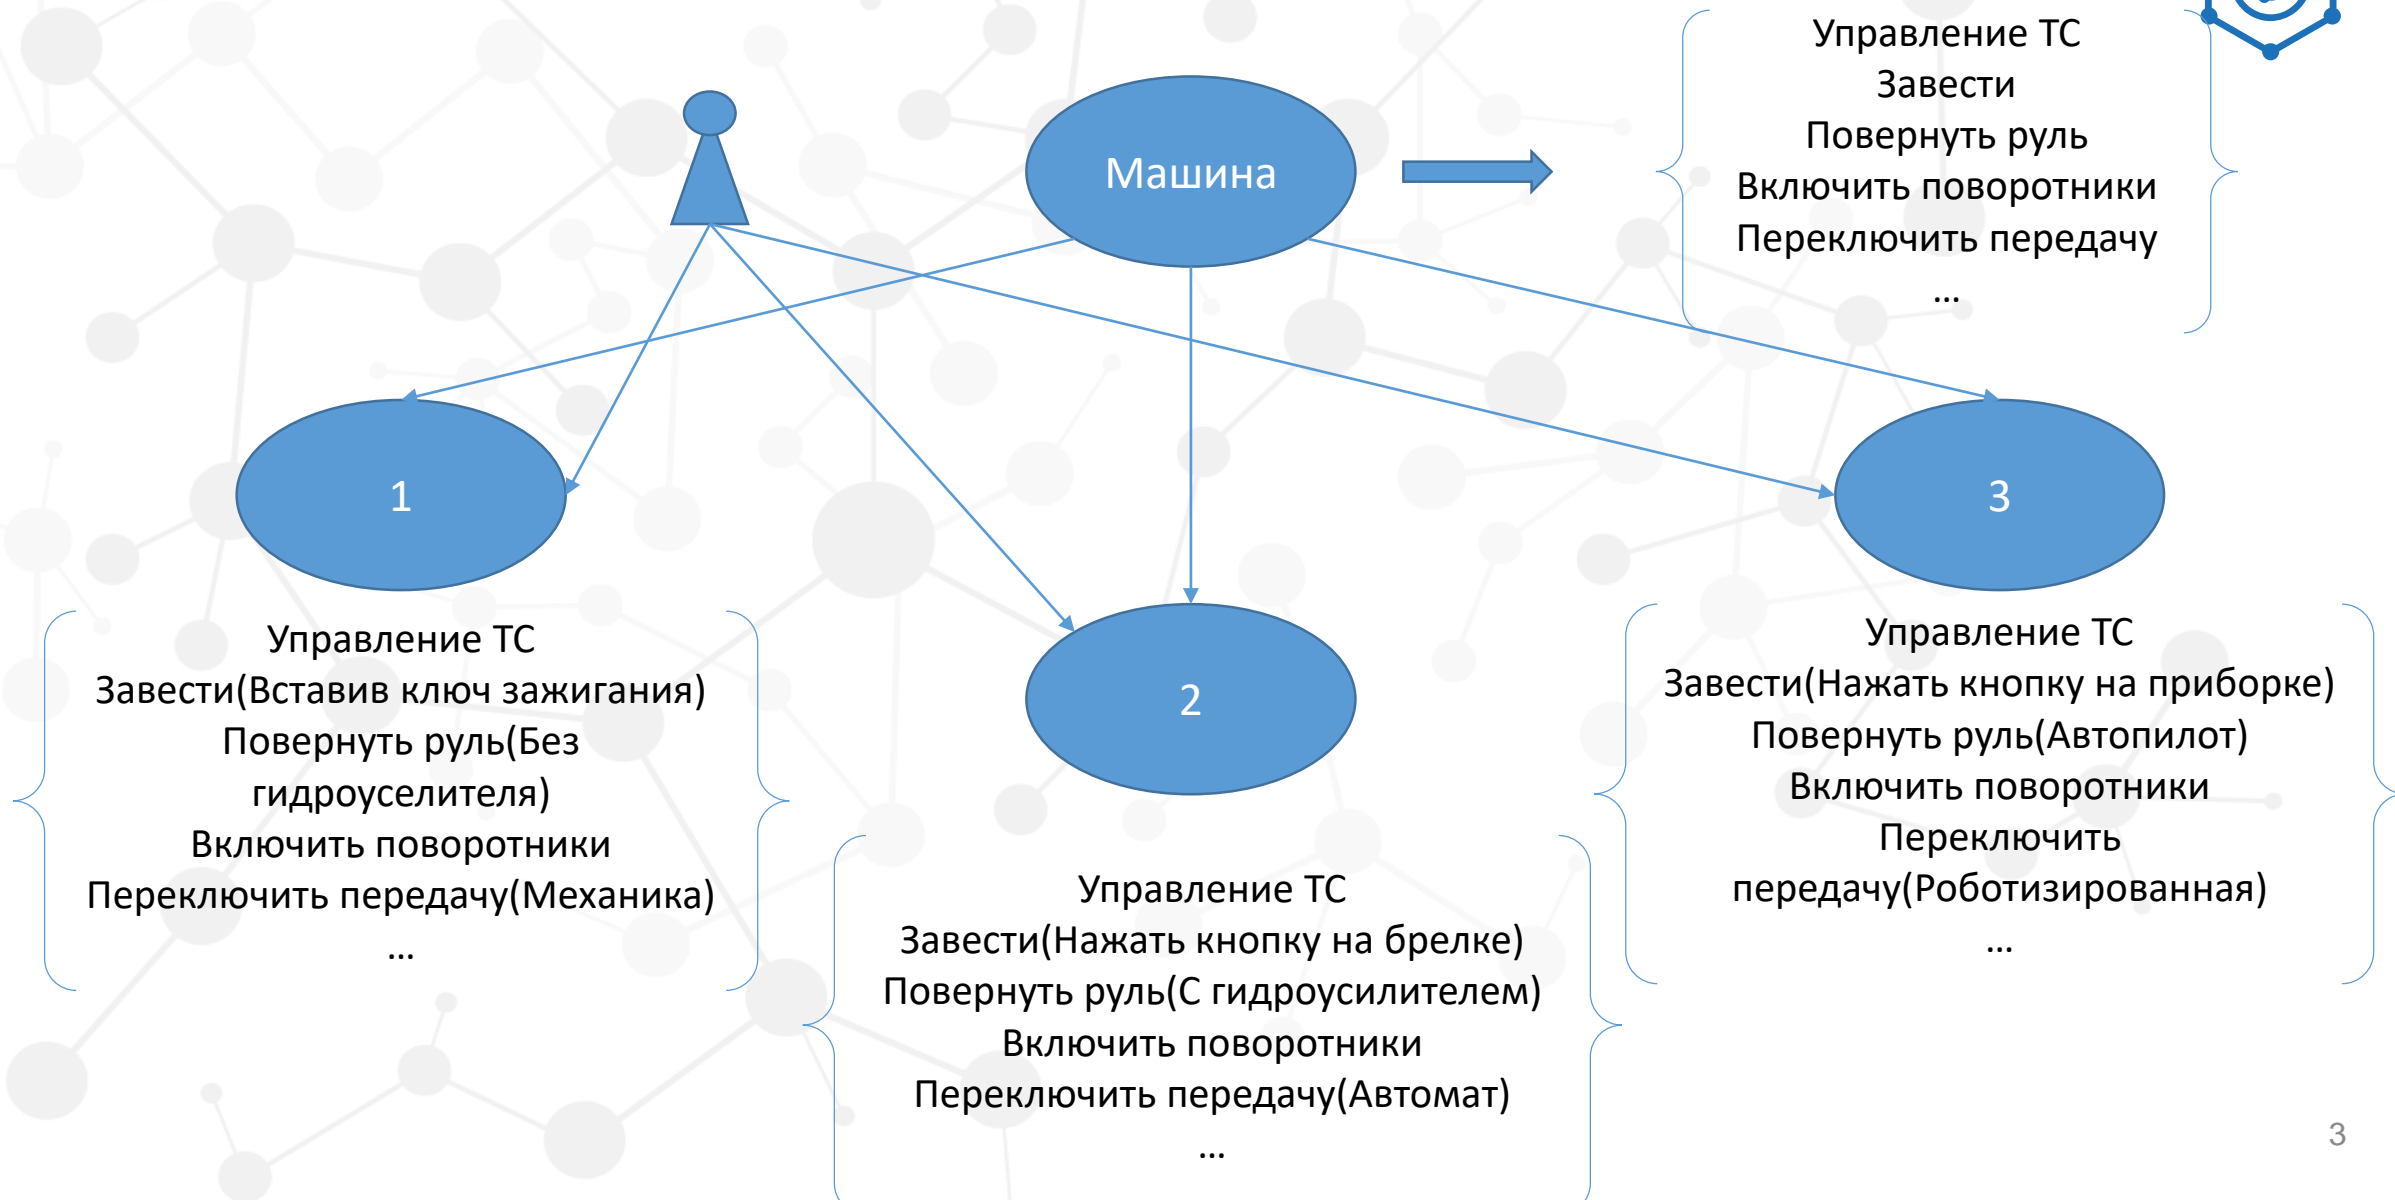 Управление ТС
Завести
Повернуть руль
Включить поворотники
Переключить передачу
...
Машина
1
2
3
Управление ТС
Завести(Вставив ключ зажигания)
Повернуть руль(Без
гидроуселителя)
Включить поворотники
Переключить передачу(Механика)
...
Управление ТС
Завести(Нажать кнопку на брелке)
Повернуть руль(С гидроусилителем)
Включить поворотники
Переключить передачу(Автомат)
...
Управление ТС
Завести(Нажать кнопку на приборке)
Повернуть руль(Автопилот)
Включить поворотники
Переключить
передачу(Роботизированная)
...
3